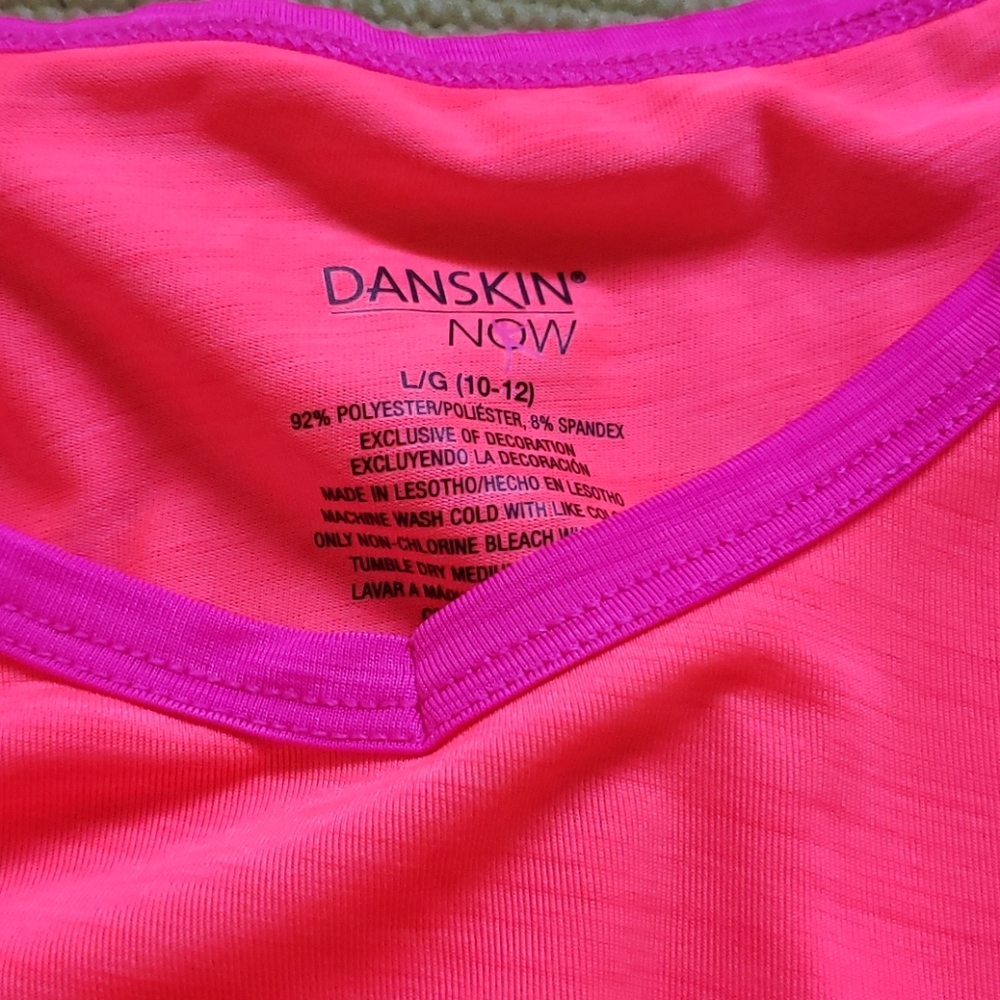 DANSKIN®
NOW
L/G (10-12)
92% POLYESTER/POLIÉSTER, 8% SPANDEX
EXCLUSIVE OF DECORATION
EXCLUYENDO LA DECORACIÓN
MADE IN LESOTHO/HECHO EN LESOTHO
MACHINE WASH COLD WITH LIKE
ONLY NON-CHLORINE BLEACH
TUMBLE DRY
LAVAR A